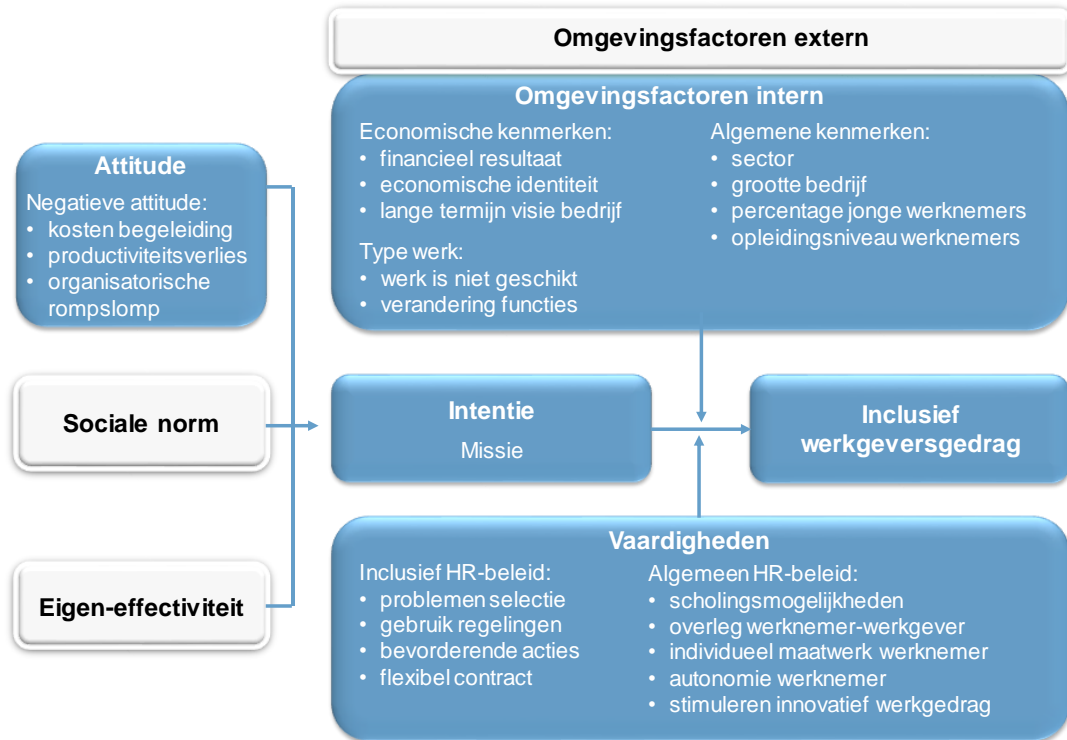 Omgevingsfactoren extern
Omgevingsfactoren intern
Economische kenmerken:
• financieel resultaat
• economische identiteit
• lange termijn visie bedrijf
Type werk:
• werk is niet geschikt
• verandering functies
Algemene kenmerken:
• sector
• grootte bedrijf
• percentage jonge werknemers
• opleidingsniveau werknemers
Attitude
Negatieve attitude:
• kosten begeleiding
• productiviteitsverlies
• organisatorische
rompslomp
Sociale norm
Intentie
Missie
Inclusief
werkgeversgedrag
Eigen-effectiviteit
Vaardigheden
Inclusief HR-beleid:
• problemen selectie
• gebruik regelingen
• bevorderende acties
• flexibel contract
Algemeen HR-beleid:
• scholingsmogelijkheden
• overleg werknemer-werkgever
• individueel maatwerk werknemer
• autonomie werknemer
• stimuleren innovatief werkgedrag